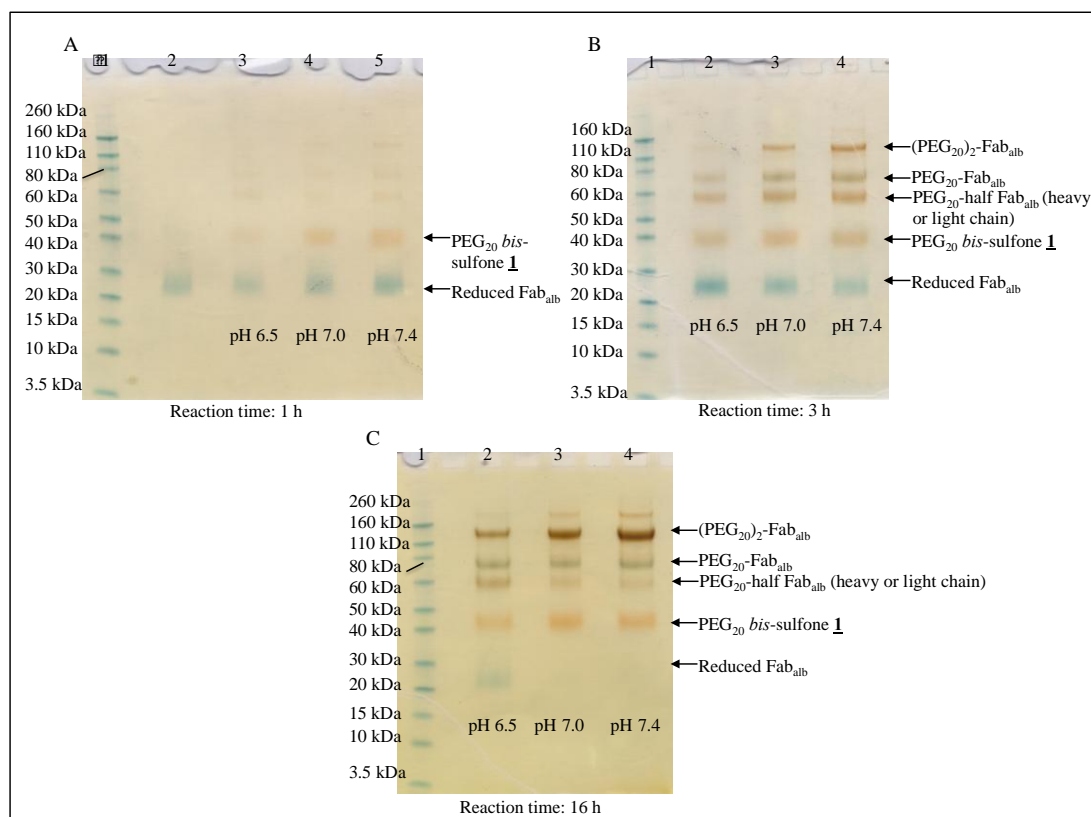 A
1 2 3 4 5
260 kDa
160 kDa
110 kDa
80 kDa
60 kDa
50 kDa
40 kDa
30 kDa
20 kDa
15 kDa
10 kDa
3.5 kDa
PEG20 bis-
sulfone 1
Reduced Fabalb
pH 6.5 pH 7.0 pH 7.4
Reaction time: 1 h
B
1 2 3 4
160 kDa
110 kDa
80 kDa
60 kDa
50 kDa
40 kDa
30 kDa
20 kDa
15 kDa
10 kDa
3.5 kDa
(PEG20)2-Fabalb
PEG20-Fabalb
PEG20-half Fabalb (heavy
or light chain)
PEG20 bis-sulfone 1
Reduced Fabalb
pH 6.5 pH 7.0 pH 7.4
Reaction time: 3 h
C
1 2 3 4
260 kDa
160 kDa
110 kDa
80 kDa
60 kDa
50 kDa
40 kDa
30 kDa
20 kDa
15 kDa
10 kDa
3.5 kDa
(PEG20)2-Fabalb
PEG20-Fabalb
PEG20-half Fabalb (heavy or light chain)
PEG20 bis-sulfone 1
Reduced Fabalb
pH 6.5 pH 7.0 pH 7.4
Reaction time: 16 h